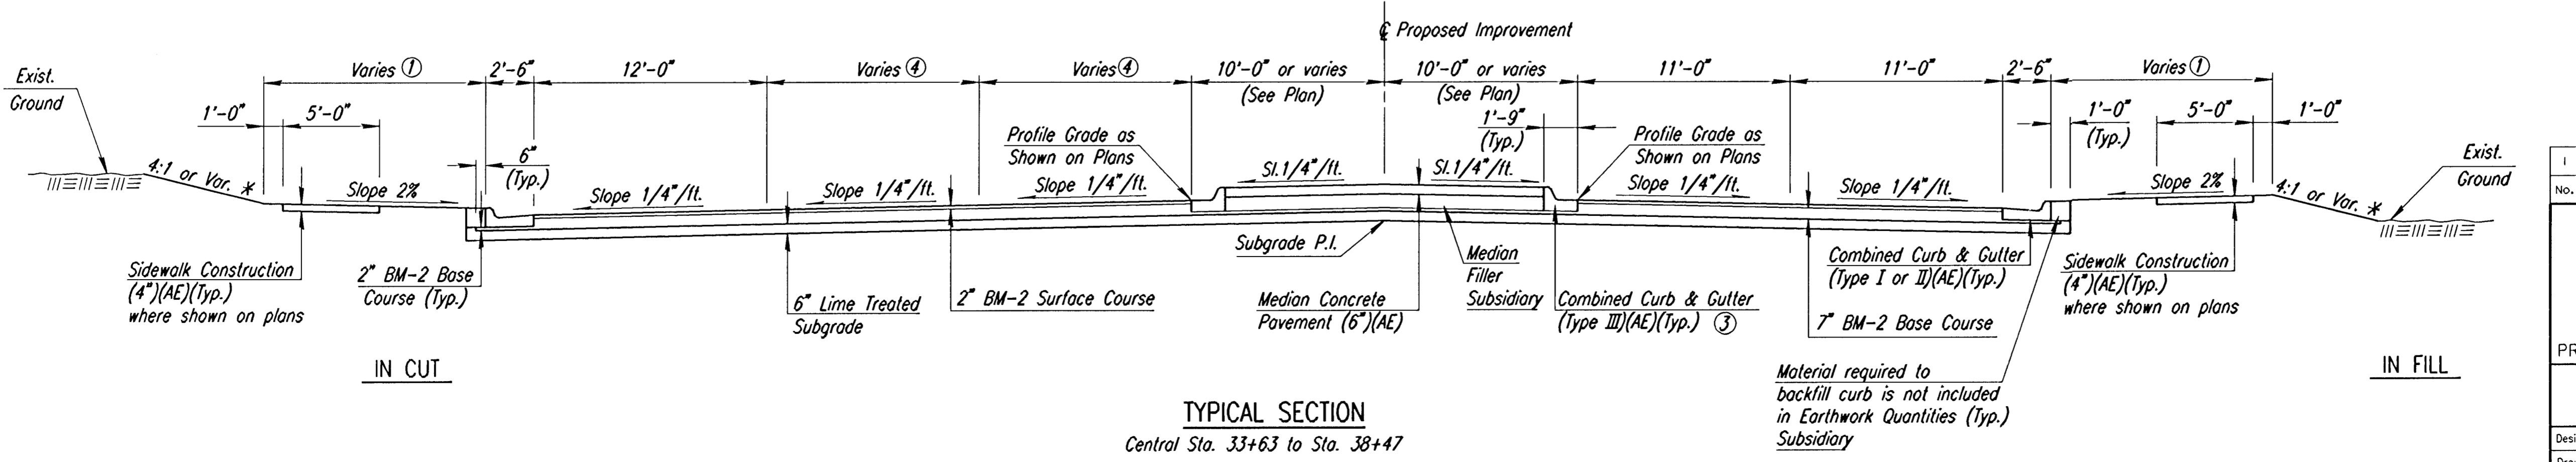 ℄ Proposed Improvement
Exist.
Ground
Varies ①
2'-6"
12'-0"
Varies ④
Varies ④
10'-0" or varies
(See Plan)
10'-0" or varies
(See Plan)
11'-0"
11'-0"
2'-6"
Varies ①
1'-0"
5'-0"
6"
(Typ.)
Profile Grade as
Shown on Plans
1'-9"
(Typ.)
Profile Grade as
Shown on Plans
1'-0"
(Typ.)
5'-0"
1'-0"
Exist.
Ground
4:1 or Var. *
Slope 2%
Slope 1/4"/ft.
Slope 1/4"/ft.
Slope 1/4"/ft.
Sl.1/4"/ft.
Sl.1/4"/ft.
Slope 1/4"/ft.
Slope 1/4"/ft.
Slope 2%
4:1 or Var. *
Sidewalk Construction
(4")(AE)(Typ.)
where shown on plans
2" BM-2 Base
Course (Typ.)
6" Lime Treated
Subgrade
2" BM-2 Surface Course
Subgrade P.I.
Median Concrete
Pavement (6")(AE)
Median
Filler
Subsidiary
Combined Curb & Gutter
(Type III)(AE)(Typ.) ③
Combined Curb & Gutter
(Type I or II)(AE)(Typ.)
7" BM-2 Base Course
Sidewalk Construction
(4")(AE)(Typ.)
where shown on plans
Material required to
backfill curb is not included
in Earthwork Quantities (Typ.)
Subsidiary
IN CUT
IN FILL
TYPICAL SECTION
Central Sta. 33+63 to Sta. 38+47
1
No.
PR
Desi